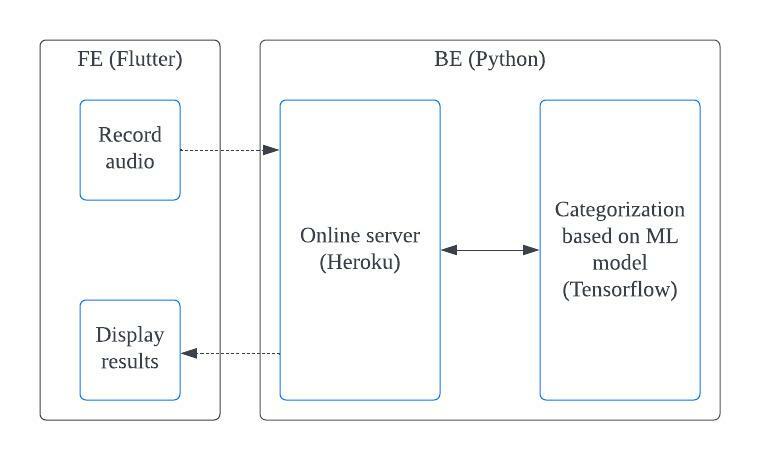 FE (Flutter)
BE (Python)
Record
audio
Online server
(Heroku)
Categorization
based on ML
model
(Tensorflow)
Display
results